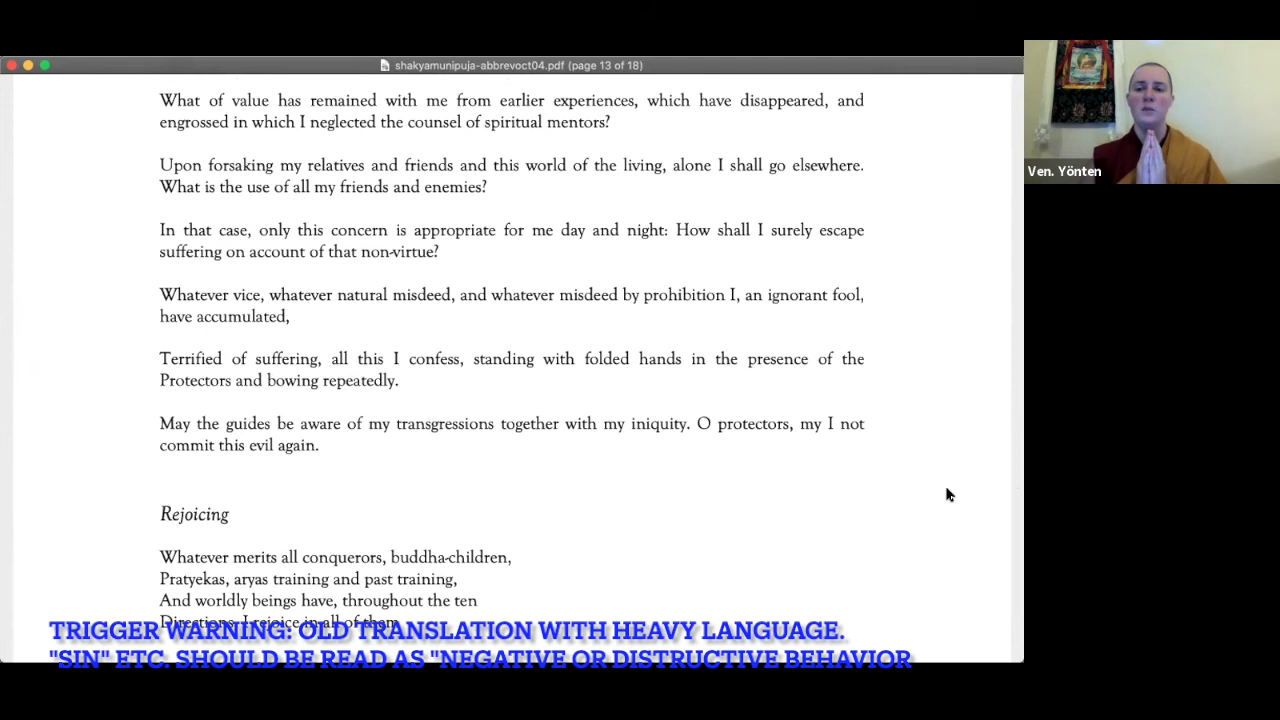 shakyamunipuja-abbrevoct04.pdf (page 13 of 18)
What of value has remained with me from earlier experiences, which have disappeared, and
engrossed in which I neglected the counsel of spiritual mentors?
Upon forsaking my relatives and friends and this world of the living, alone I shall go elsewhere.
What is the use of all my friends and enemies?
In that case, only this concern is appropriate for me day and night: How shall I surely escape
suffering on account of that non-virtue?
Whatever vice, whatever natural misdeed, and whatever misdeed by prohibition I, an ignorant fool,
have accumulated,
Terrified of suffering, all this I confess, standing with folded hands in the presence of the
Protectors and bowing repeatedly.
May the guides be aware of my transgressions together with my iniquity. O protectors, my I not
commit this evil again.
Rejoicing
Whatever merits all conquerors, buddha-children,
Pratyekas, aryas training and past training,
And worldly beings have, throughout the ten
Directions, I rejoice in all of them
TRIGGER WARNING: OLD TRANSLATION WITH HEAVY LANGUAGE.
"SIN" ETC. SHOULD BE READ AS "NEGATIVE OR DISTRUCTIVE BEHAVIOR
Ven. Yönten